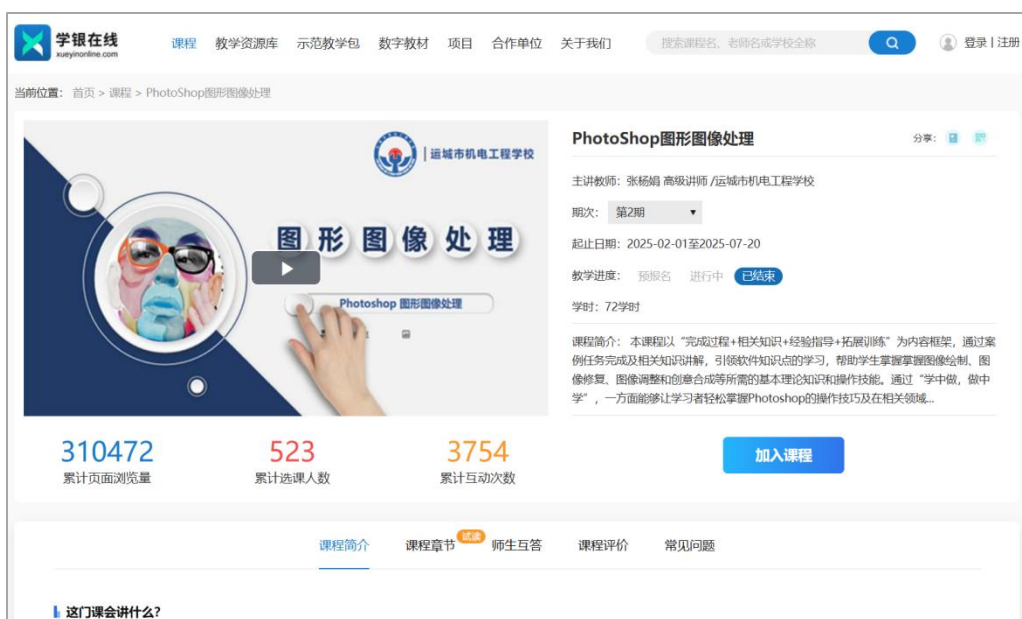 学银在线
xueyinonline.com
课程 教学资源库 示范教学包 数字教材 项目 合作单位 关于我们
搜索课程名、老师名或学校全称
登录 | 注册
当前位置: 首页 > 课程 > PhotoShop图形图像处理
运城市机电工程学校
图形图像处理
Photoshop 图形图像处理
PhotoShop图形图像处理
分享:
主讲教师: 张杨娟 高级讲师 /运城市机电工程学校
期次: 第2期
起止日期: 2025-02-01至2025-07-20
教学进度: 预报名 进行中 已结束
学时: 72学时
课程简介: 本课程以“完成过程+相关知识+经验指导+拓展训练”为内容框架,通过案
例任务完成及相关知识讲解,引领软件知识点的学习,帮助学生掌握掌握图像绘制、图
像修复、图像调整和创意合成等所需的基本理论知识和操作技能。通过“学中做,做中
学”,一方面能够让学习者轻松掌握Photoshop的操作技巧及在相关领域...
310472
累计页面浏览量
523
累计选课人数
3754
累计互动次数
加入课程
课程简介 课程章节 试读 师生互答 课程评价 常见问题
这门课会讲什么?